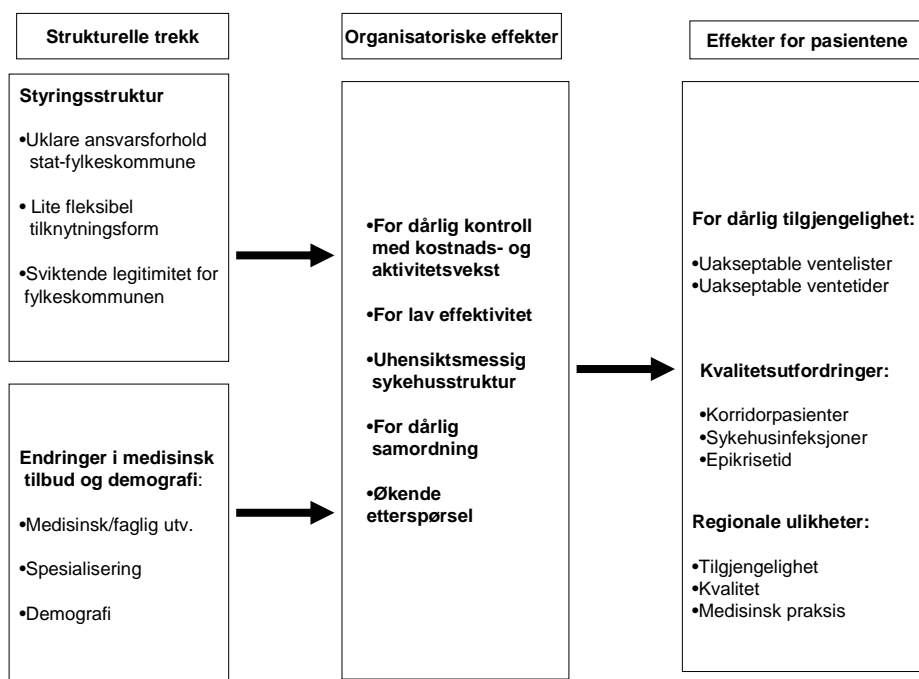 Strukturelle trekk
Styringsstruktur
•Uklare ansvarsforhold
stat-fylkeskommune
• Lite fleksibel
tilknytningsform
•Sviktende legitimitet for
fylkeskommunen
Endringer i medisinsk
tilbud og demografi:
•Medisinsk/faglig utv.
•Spesialisering
•Demografi
Organisatoriske effekter
•For dårlig kontroll
med kostnads- og
aktivitetsvekst
•For lav effektivitet
•Uhensiktsmessig
sykehusstruktur
•For dårlig
samordning
•Økende
etterspørsel
Effekter for pasientene
For dårlig tilgjengelighet:
•Uakseptable ventelister
•Uakseptable ventetider
Kvalitetsutfordringer:
•Korridorpasienter
•Sykehusinfeksjoner
•Epikrisetid
Regionale ulikheter:
•Tilgjengelighet
•Kvalitet
•Medisinsk praksis